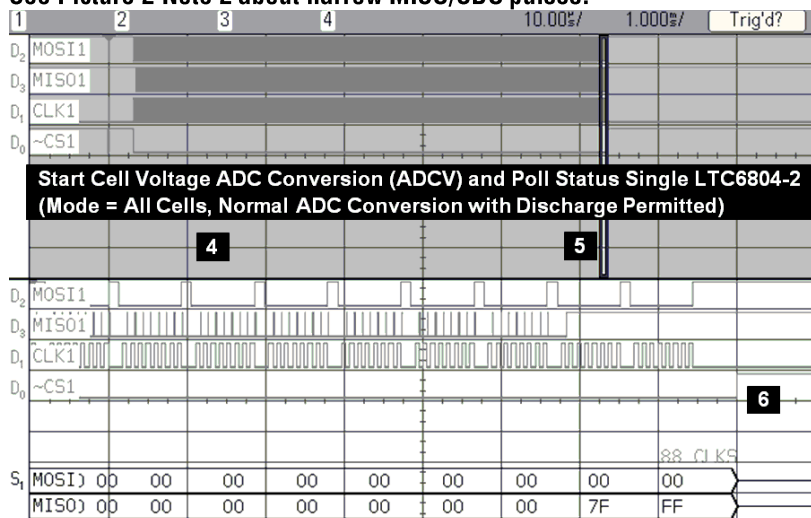 See Picture 2 Note 2 about narrow MISO/SDO pulses.
1 2 3 4 10.00s/ 1.000s/ Trig'd?
D2 MOSI1
D3 MISO1
D1 CLK1
D0 ~CS1
Start Cell Voltage ADC Conversion (ADCV) and Poll Status Single LTC6804-2
(Mode = All Cells, Normal ADC Conversion with Discharge Permitted)
4 5
D2 MOSI1
D3 MISO1
D1 CLK1
D0 ~CS1
6
88 CLKS
S1 MOSI) 00 00 00 00 00 00 00 00 00
MISO) 00 00 00 00 00 00 00 7F FF